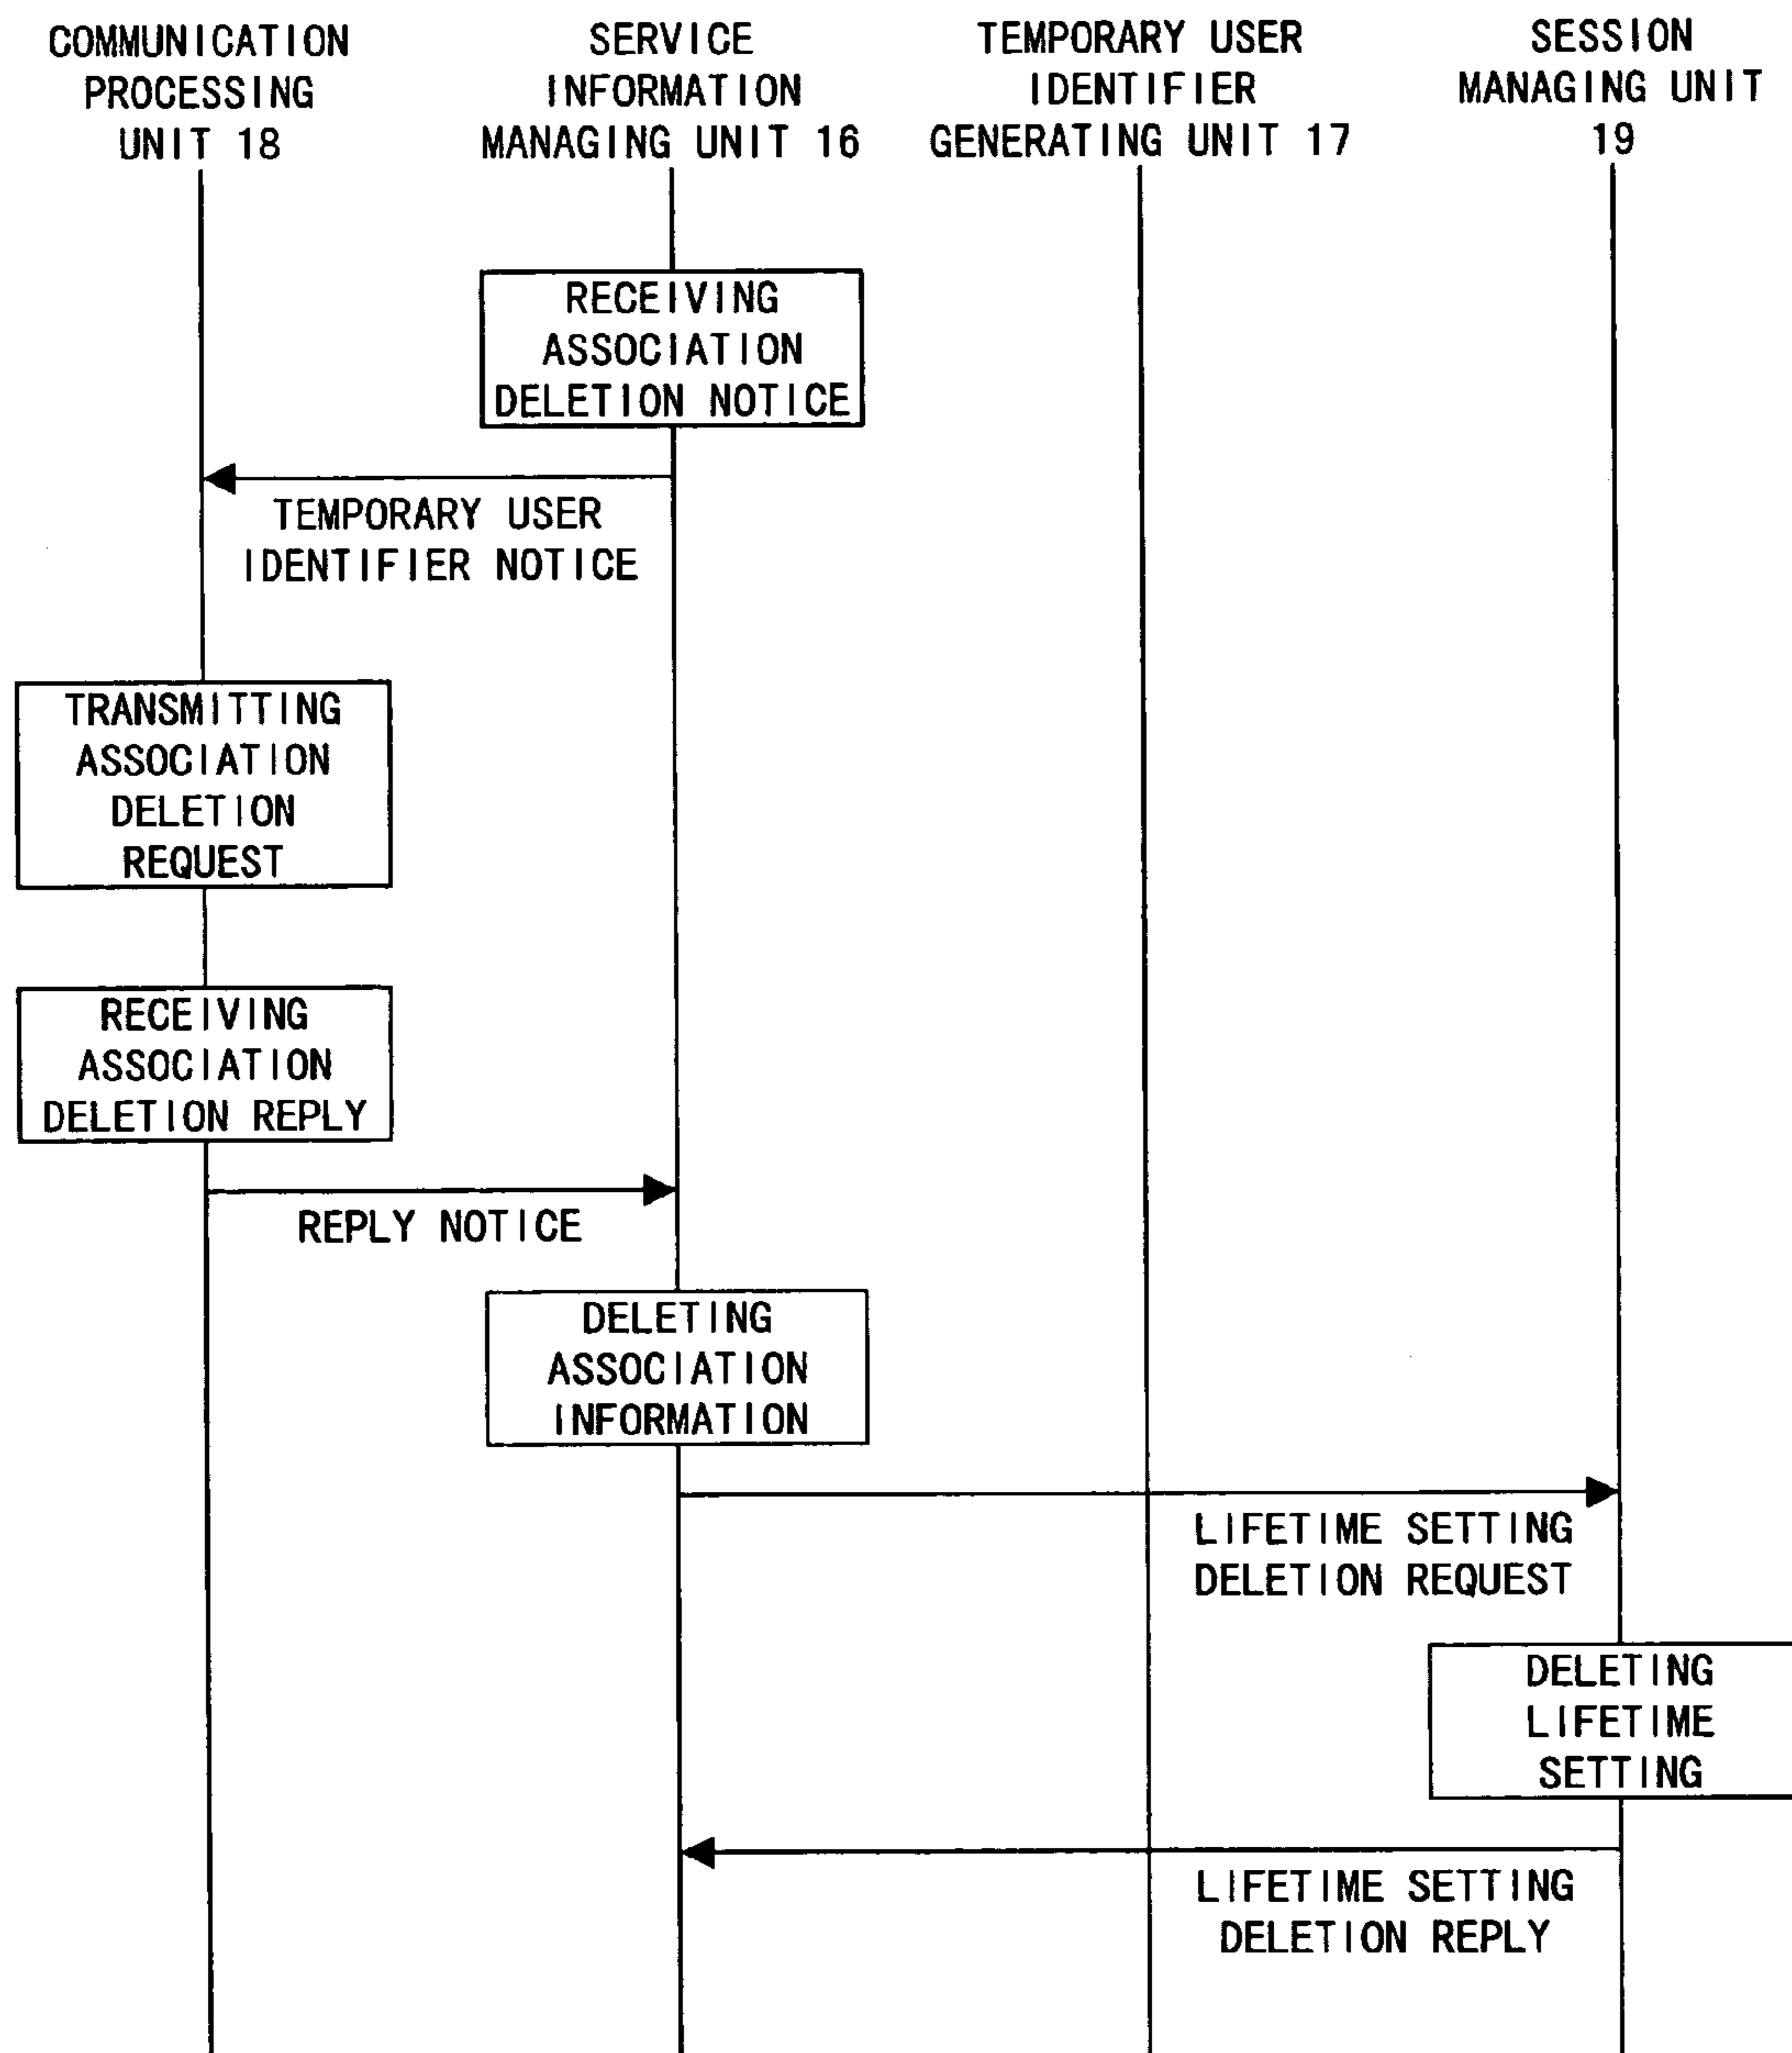 COMMUNICATION
PROCESSING
UNIT 18
SERVICE
INFORMATION
MANAGING UNIT 16
TEMPORARY USER
IDENTIFIER
GENERATING UNIT 17
SESSION
MANAGING UNIT
19
RECEIVING
ASSOCIATION
DELETION NOTICE
TEMPORARY USER
IDENTIFIER NOTICE
TRANSMITTING
ASSOCIATION
DELETION
REQUEST
RECEIVING
ASSOCIATION
DELETION REPLY
REPLY NOTICE
DELETING
ASSOCIATION
INFORMATION
LIFETIME SETTING
DELETION REQUEST
DELETING
LIFETIME
SETTING
LIFETIME SETTING
DELETION REPLY